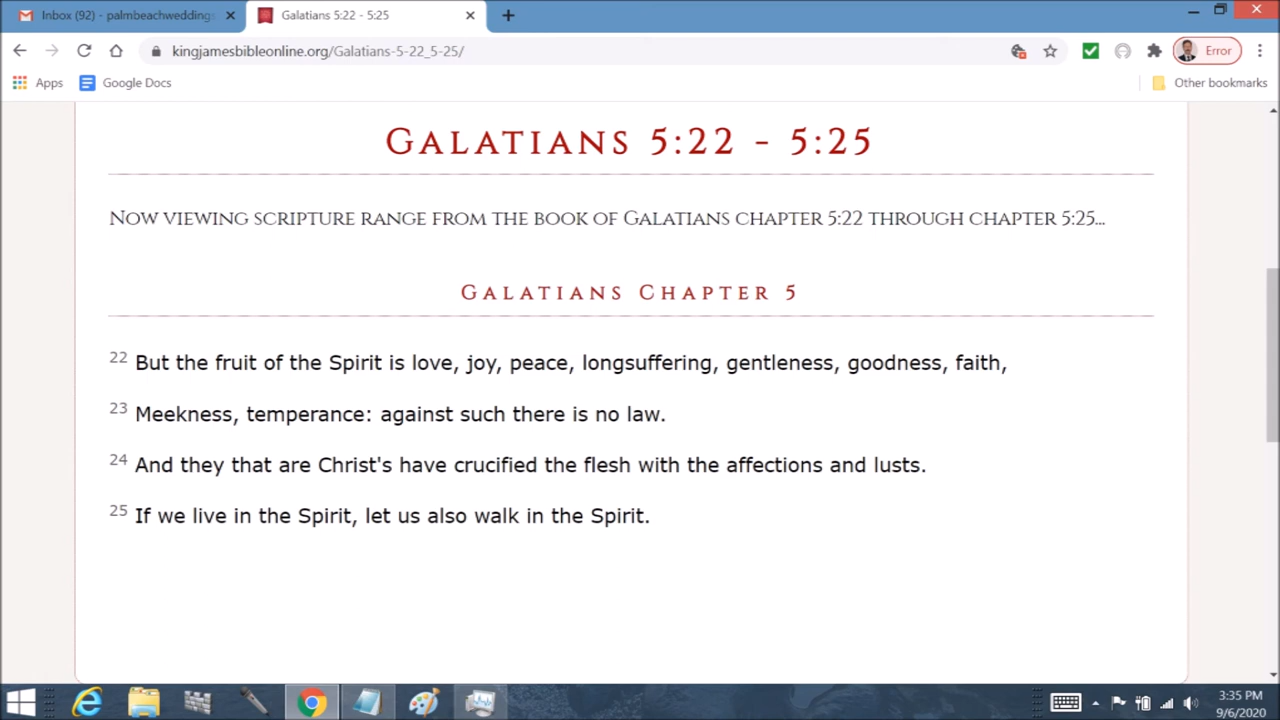 Inbox (92) - palmbeachwedding
Galatians 5:22 - 5:25
kingjamesbibleonline.org/Galatians-5-22_5-25/
Error
Apps
Google Docs
Other bookmarks
Galatians 5:22 - 5:25
Now viewing scripture range from the book of Galatians chapter 5:22 through chapter 5:25...
Galatians Chapter 5
22 But the fruit of the Spirit is love, joy, peace, longsuffering, gentleness, goodness, faith,
23 Meekness, temperance: against such there is no law.
24 And they that are Christ's have crucified the flesh with the affections and lusts.
25 If we live in the Spirit, let us also walk in the Spirit.
3:35 PM
9/6/2020